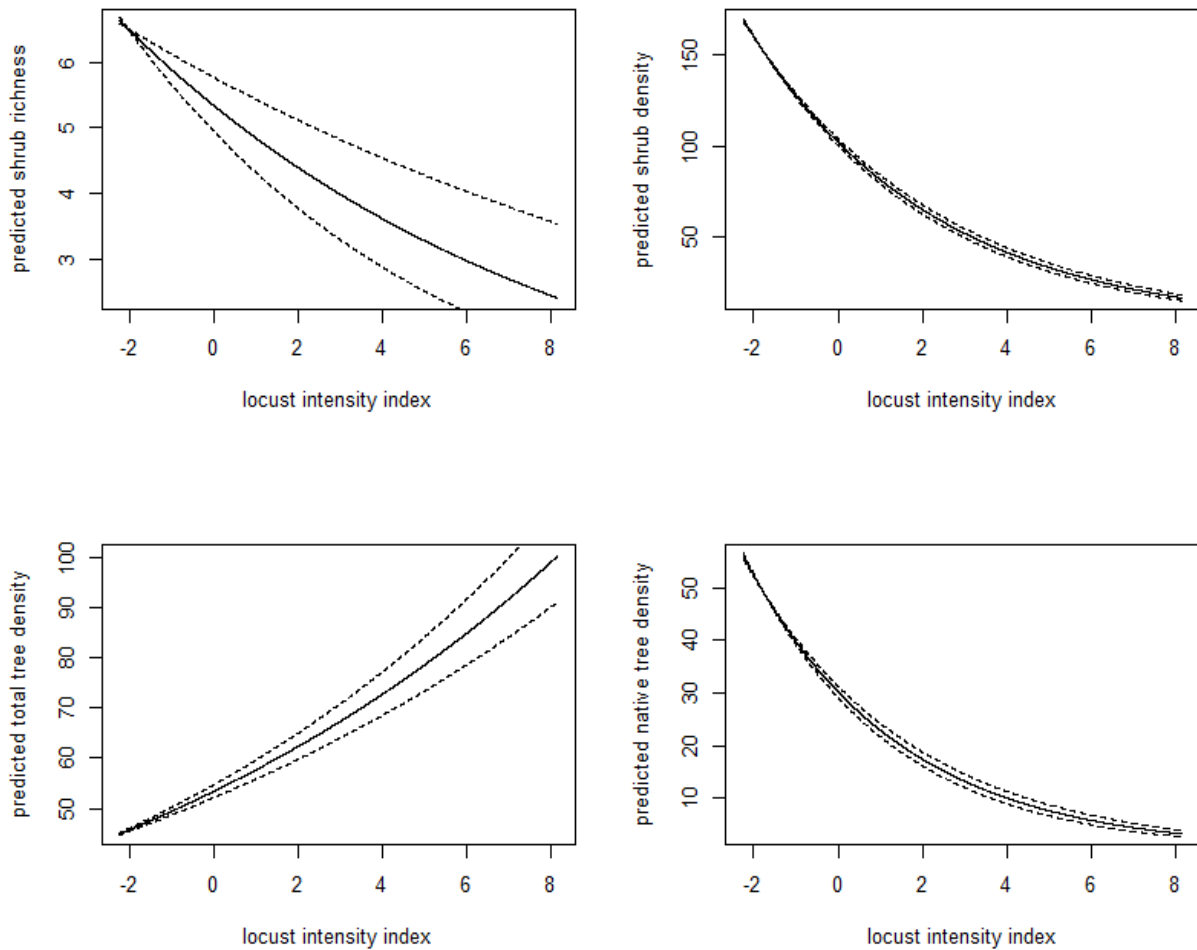 predicted shrub richness
6
5
4
3
-2 0 2 4 6 8
locust intensity index
predicted shrub density
150
100
50
-2 0 2 4 6 8
locust intensity index
predicted total tree density
100
90
80
70
60
50
-2 0 2 4 6 8
locust intensity index
predicted native tree density
50
40
30
20
10
-2 0 2 4 6 8
locust intensity index